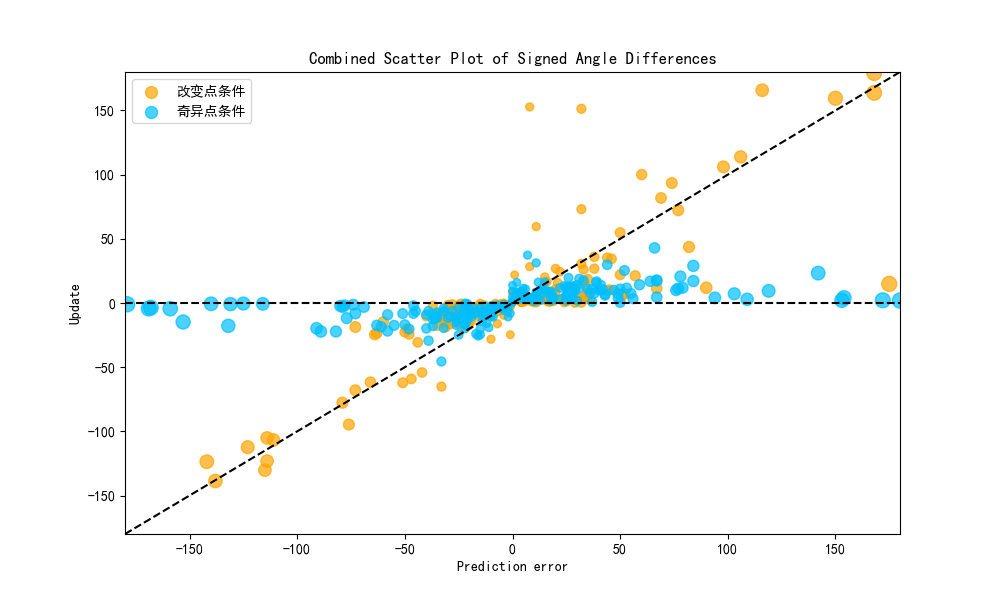 Combined Scatter Plot of Signed Angle Differences
改变点条件
奇异点条件
150
100
50
0
−50
−100
−150
Update
−150 −100 −50 0 50 100 150
Prediction error